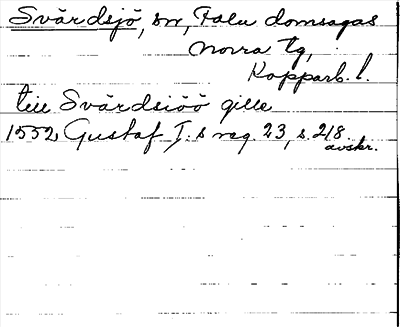 Svärdsjö, sn, Falu domsagas
norra tg,
Kopparb. l.
till Svärdsiöö gille
1552 Gustaf I:s reg. 23, s. 218.
avskr.